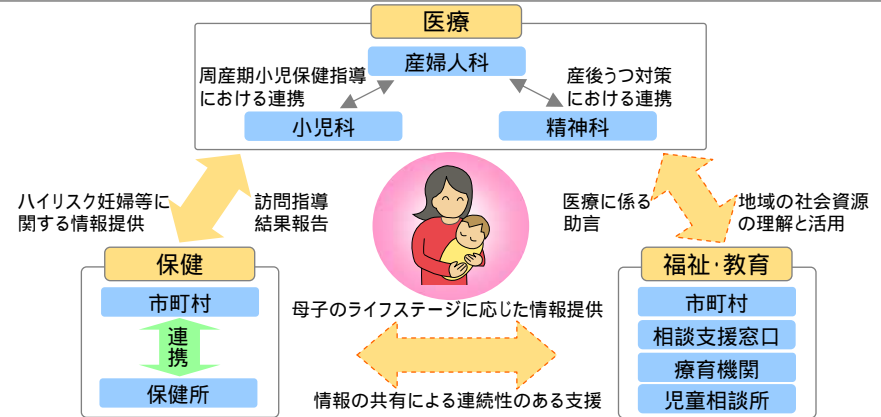 医療
産婦人科
周産期小児保健指導
における連携
産後うつ対策
における連携
小児科
精神科
ハイリスク妊婦等に
関する情報提供
訪問指導
結果報告
医療に係る
助言
地域の社会資源
の理解と活用
保健
市町村
連携
保健所
母子のライフステージに応じた情報提供
情報の共有による連続性のある支援
福祉・教育
市町村
相談支援窓口
療育機関
児童相談所